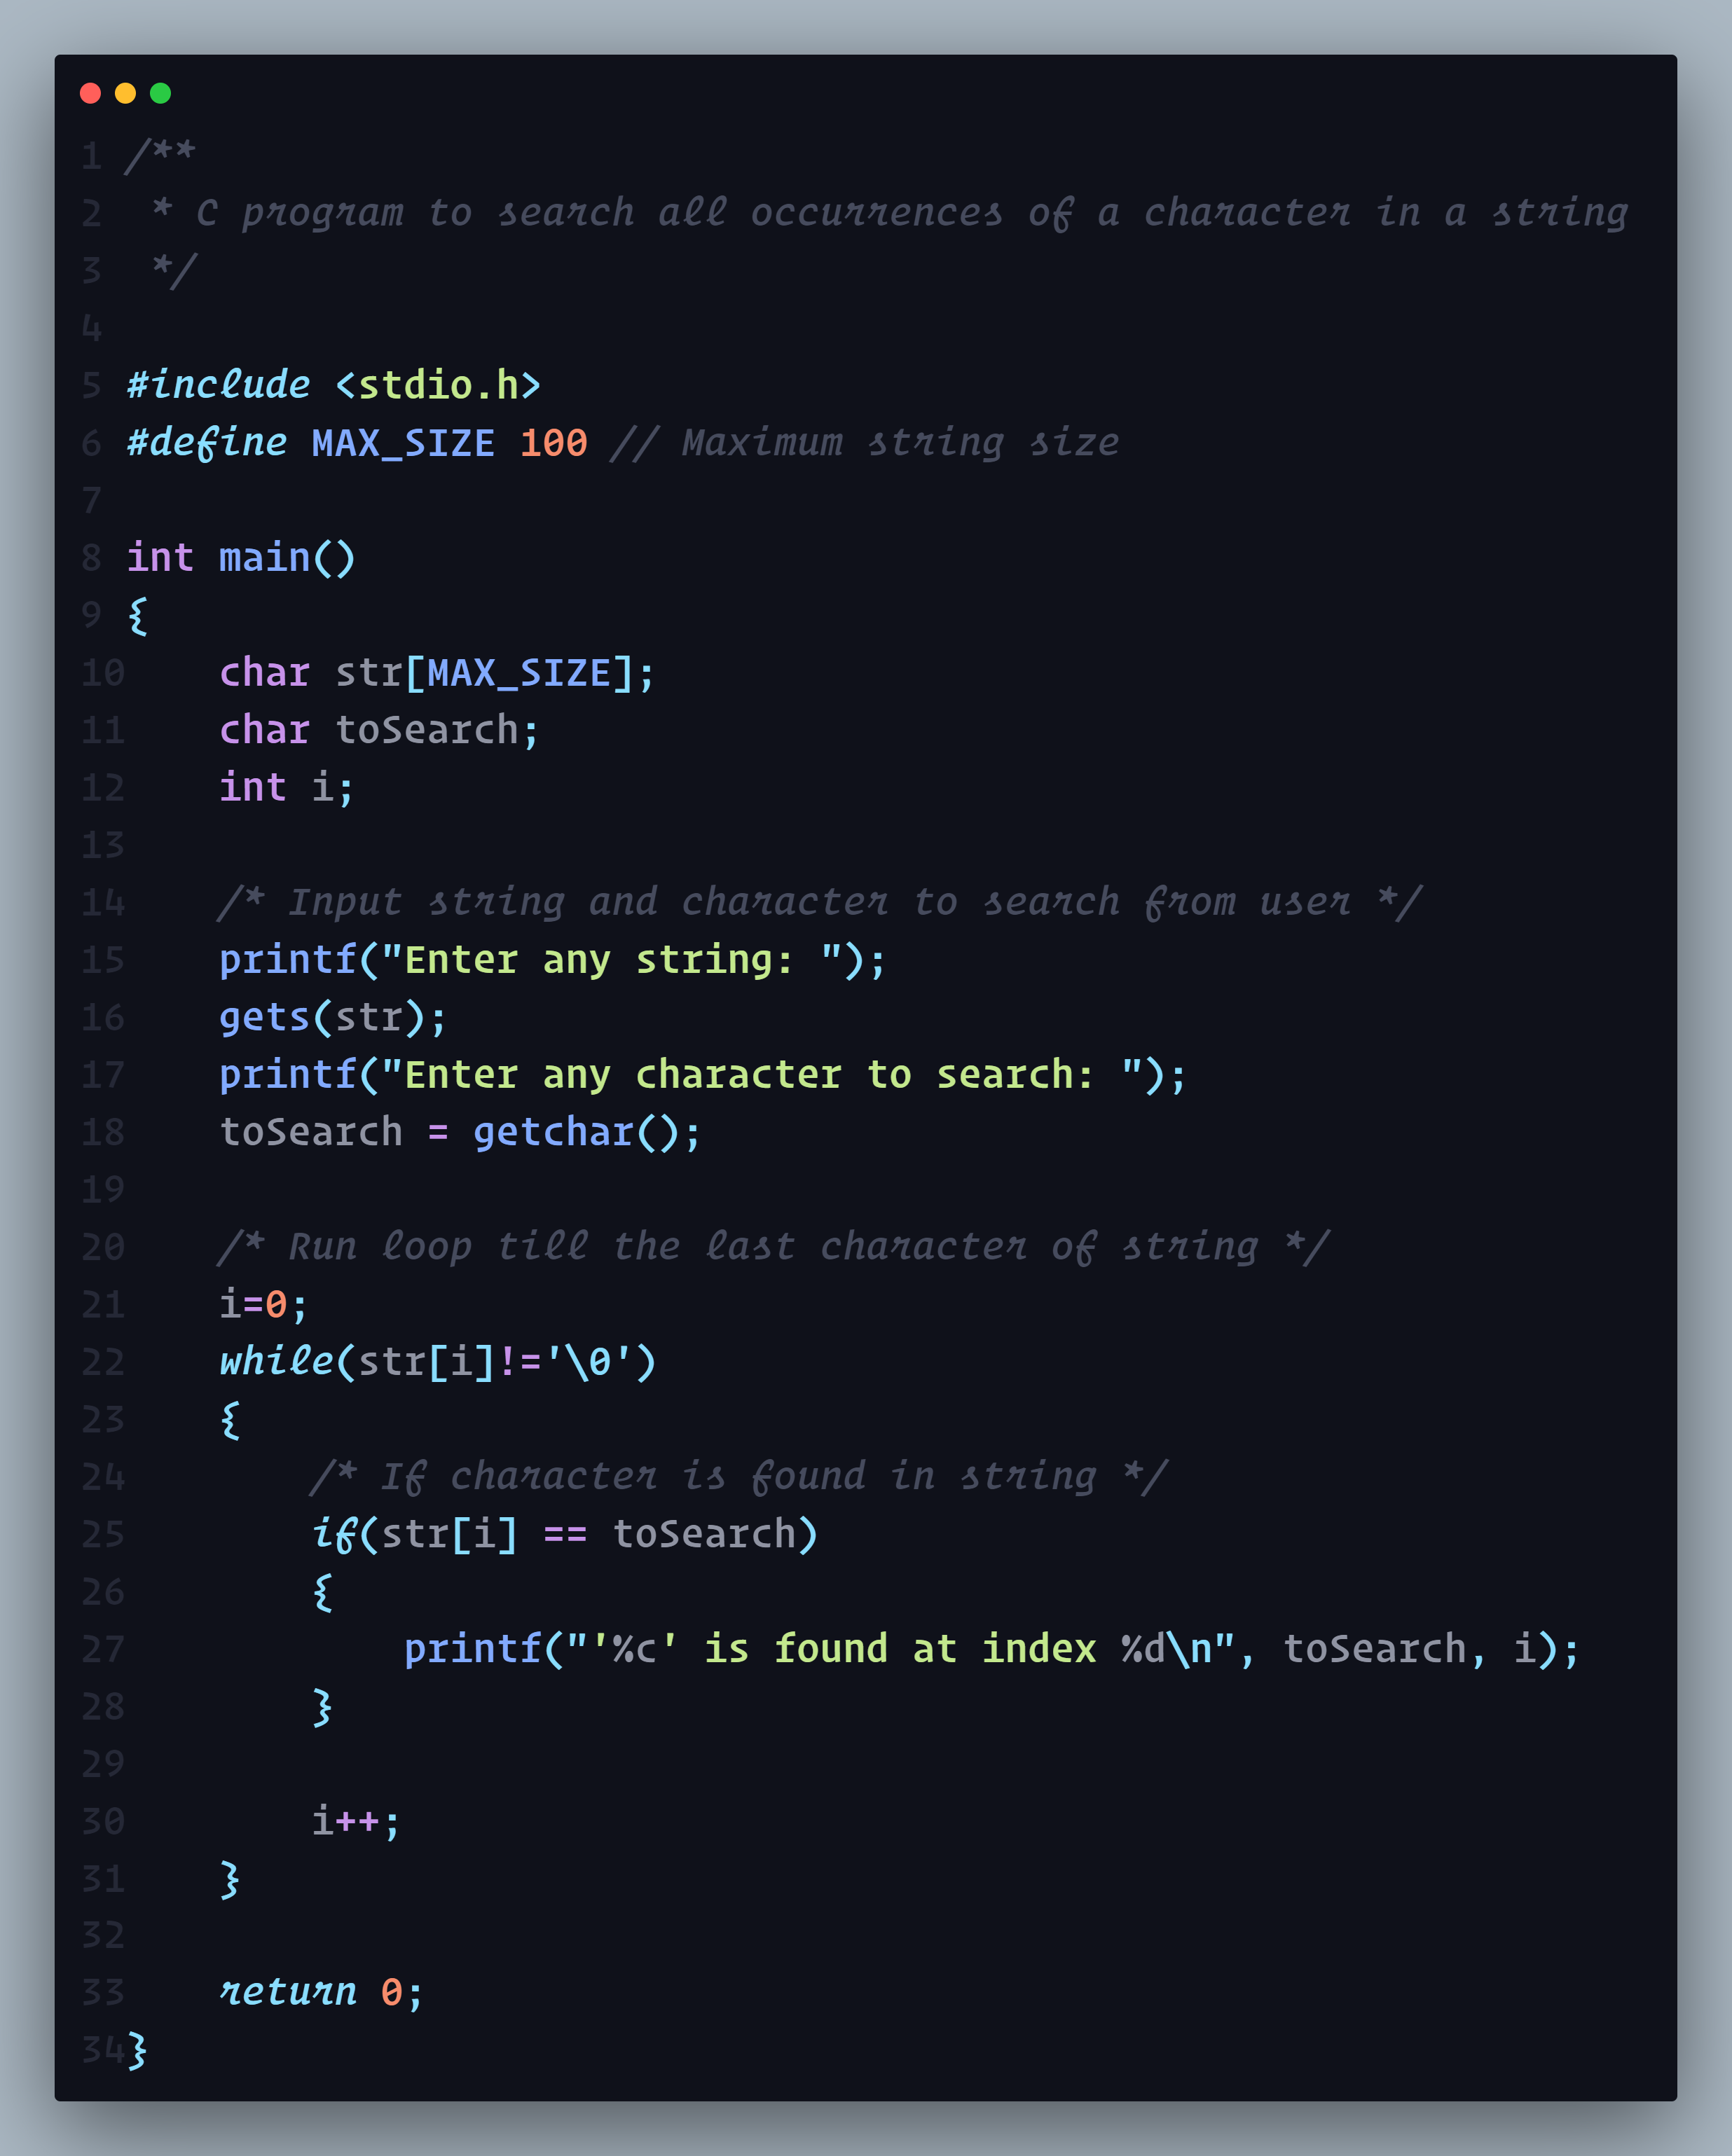 1 /**
2  * C program to search all occurrences of a character in a string
3  */
4
5 #include <stdio.h>
6 #define MAX_SIZE 100 // Maximum string size
7
8 int main()
9 {
10    char str[MAX_SIZE];
11    char toSearch;
12    int i;
13
14    /* Input string and character to search from user */
15    printf("Enter any string: ");
16    gets(str);
17    printf("Enter any character to search: ");
18    toSearch = getchar();
19
20    /* Run loop till the last character of string */
21    i=0;
22    while(str[i]!='\0')
23    {
24        /* If character is found in string */
25        if(str[i] == toSearch)
26        {
27            printf("'%c' is found at index %d\n", toSearch, i);
28        }
29
30        i++;
31    }
32
33    return 0;
34}